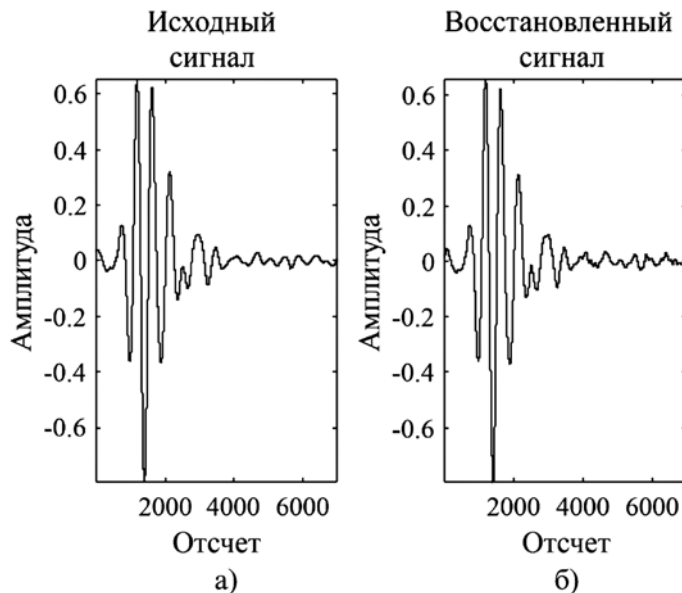 Исходный
сигнал
0.6
0.4
0.2
0
-0.2
-0.4
-0.6
Амплитуда
2000 4000 6000
Отсчет
а)
Восстановленный
сигнал
0.6
0.4
0.2
0
-0.2
-0.4
-0.6
Амплитуда
2000 4000 6000
Отсчет
б)